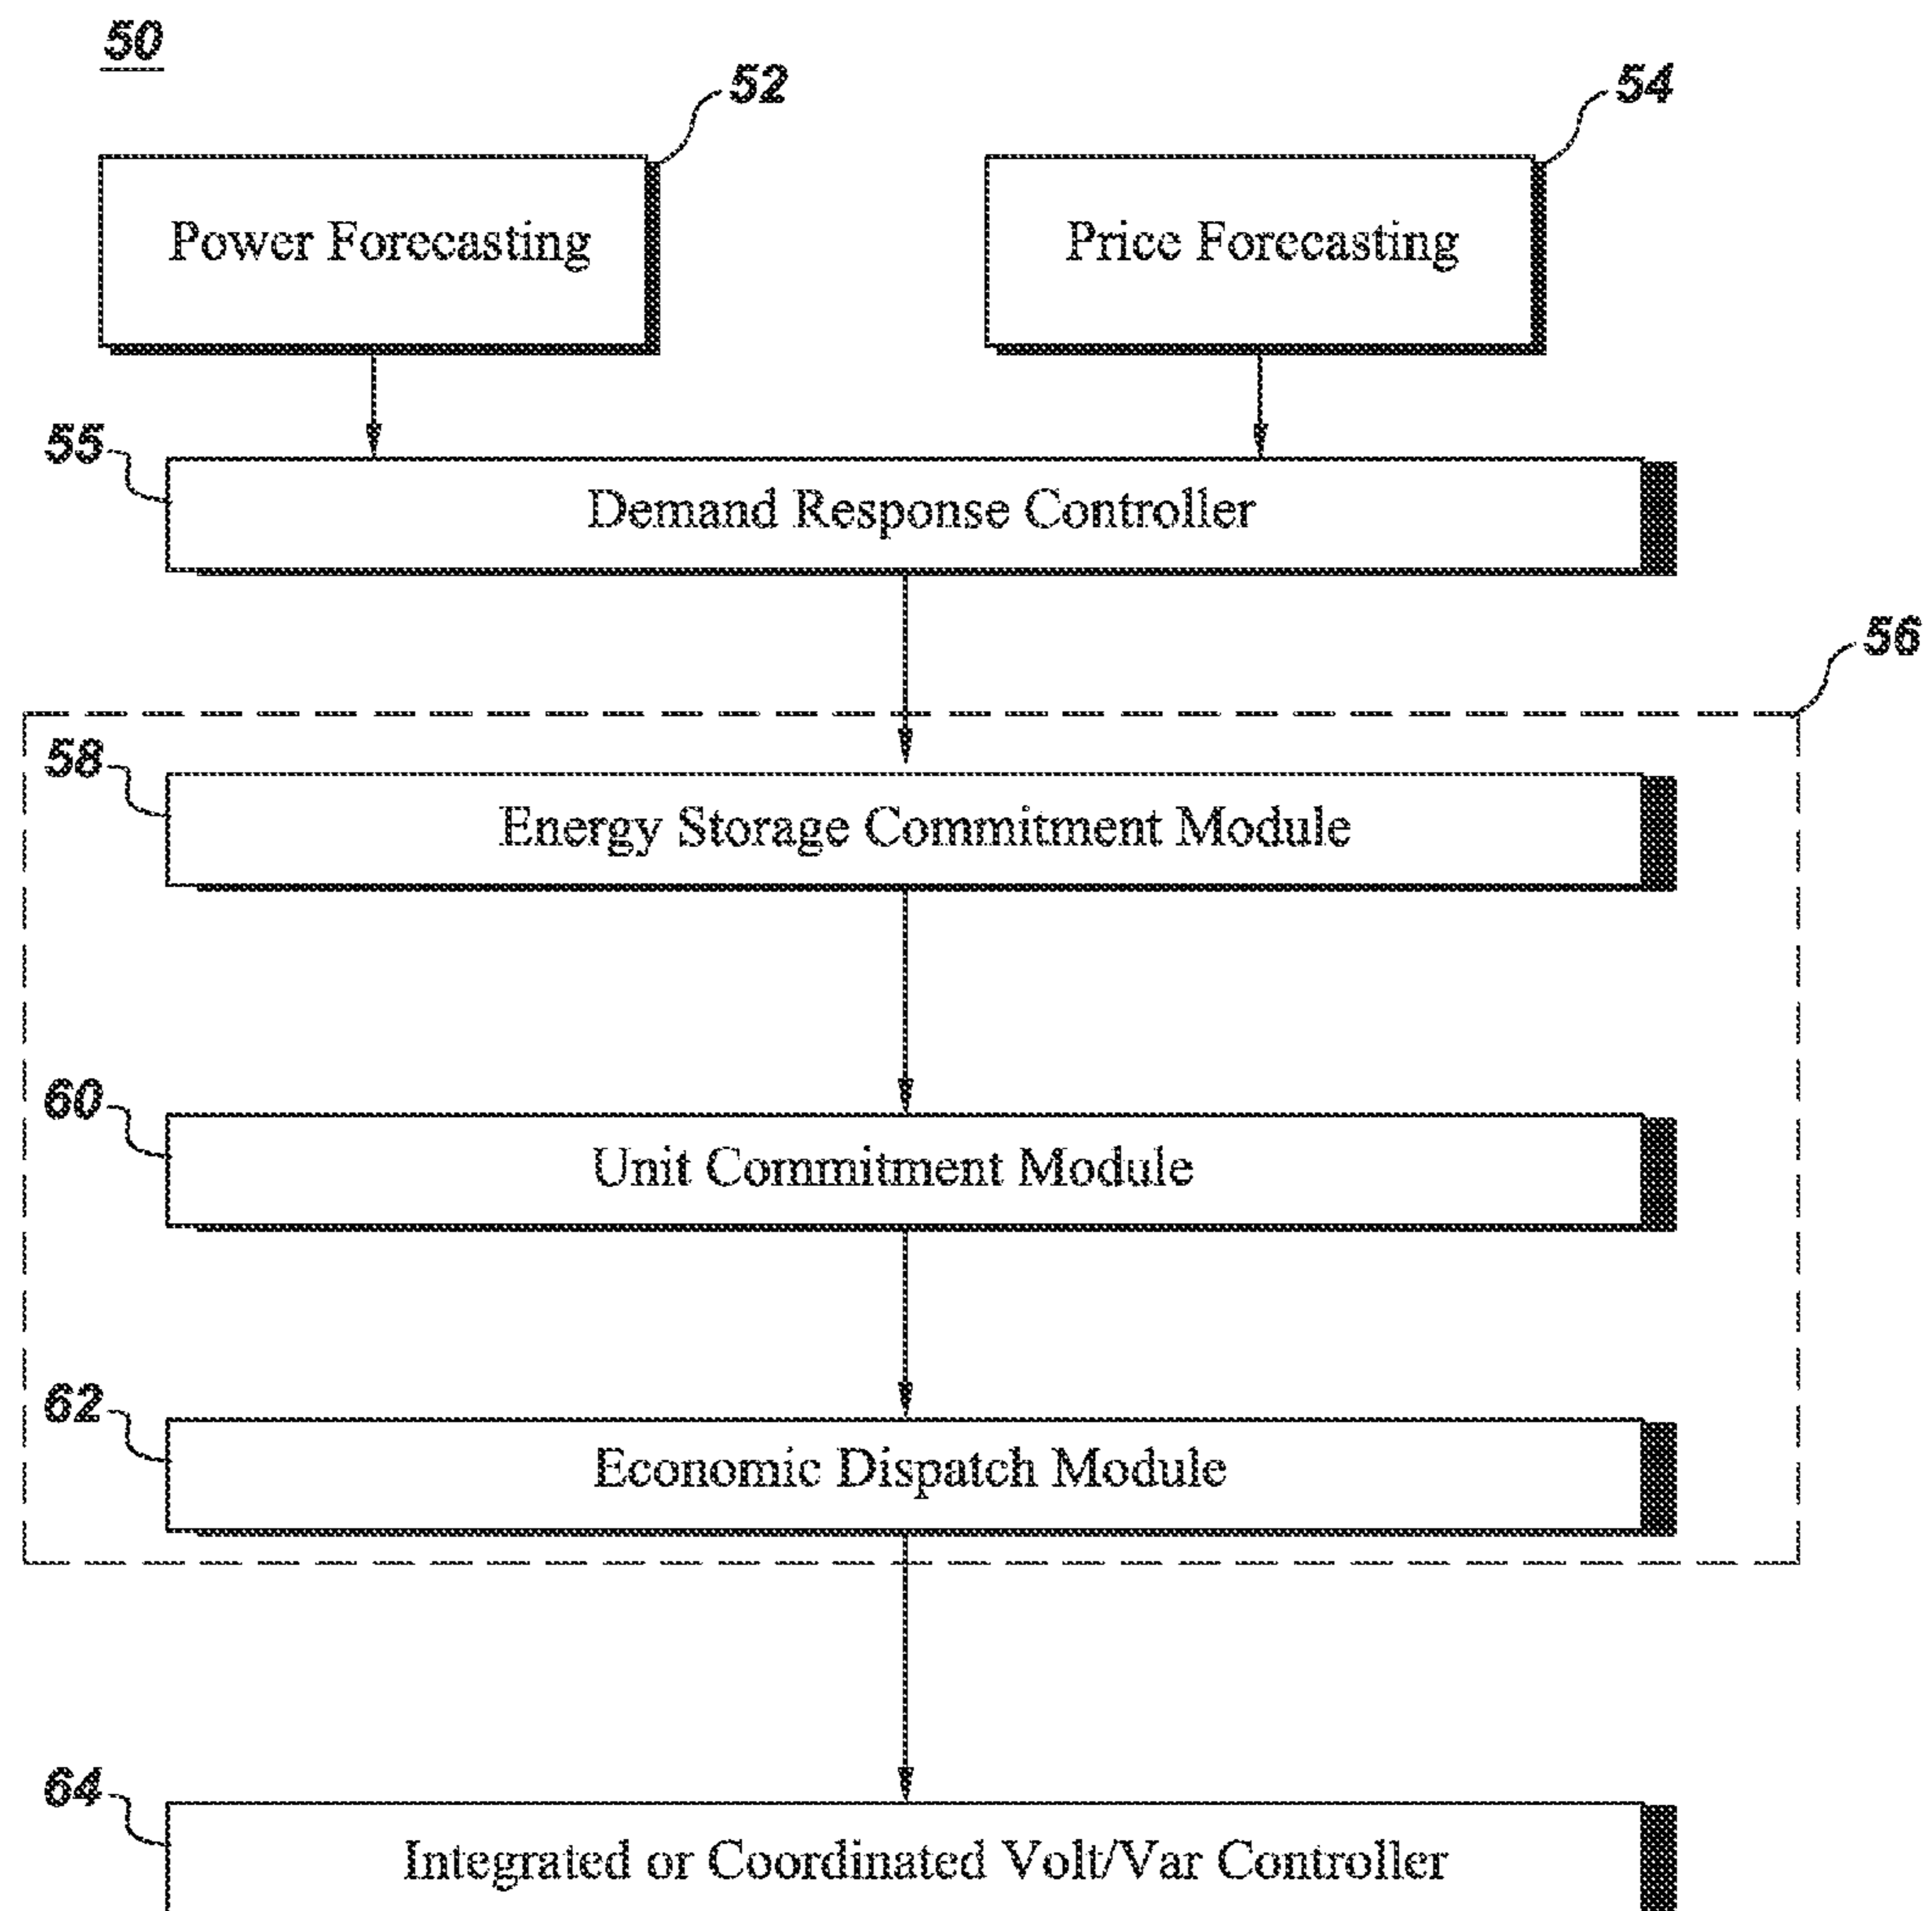 50
52
54
Power Forecasting
Price Forecasting
55
Demand Response Controller
56
58
Energy Storage Commitment Module
60
Unit Commitment Module
62
Economic Dispatch Module
64
Integrated or Coordinated Volt/Var Controller